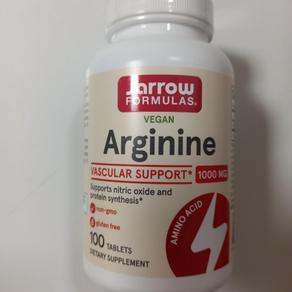 Jarrow
FORMULAS®
VEGAN
Arginine
VASCULAR SUPPORT* 1000 MG
Supports nitric oxide and
protein synthesis*
non-gmo
gluten free
100 TABLETS
DIETARY SUPPLEMENT
AMINO ACID